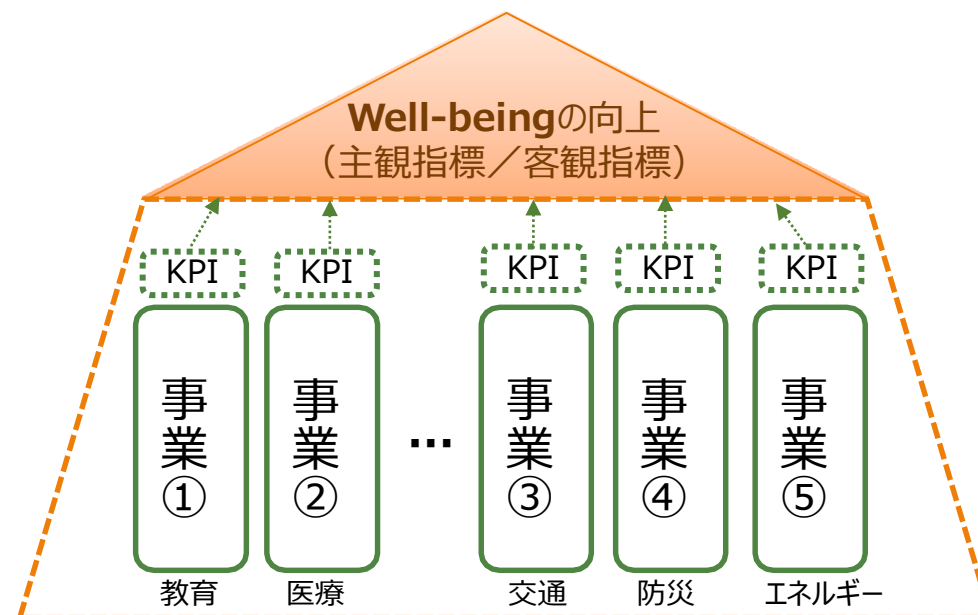 Well-beingの向上
（主観指標／客観指標）
KPI
KPI
KPI
KPI
KPI
事業①
事業②
…
事業③
事業④
事業⑤
教育
医療
交通
防災
エネルギー